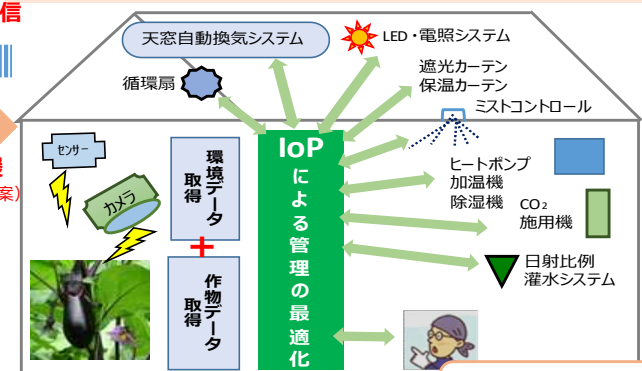 信
天窓自動換気システム
LED・電照システム
循環扇
遮光カーテン
保温カーテン
ミストコントロール
センサー
カメラ
案)
環境データ
取得
+
作物データ
取得
IoP
による管理の最適化
ヒートポンプ
加温機
除湿機
CO₂
施用機
日射比例
灌水システム